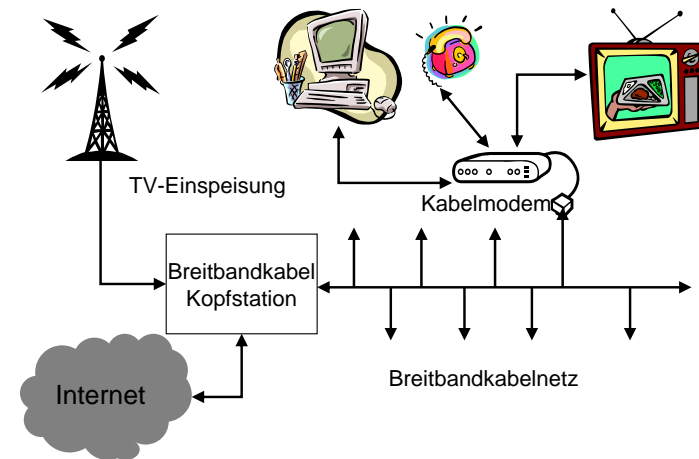 TV-Einspeisung
Kabelmodem
Breitbandkabel
Kopfstation
Internet
Breitbandkabelnetz